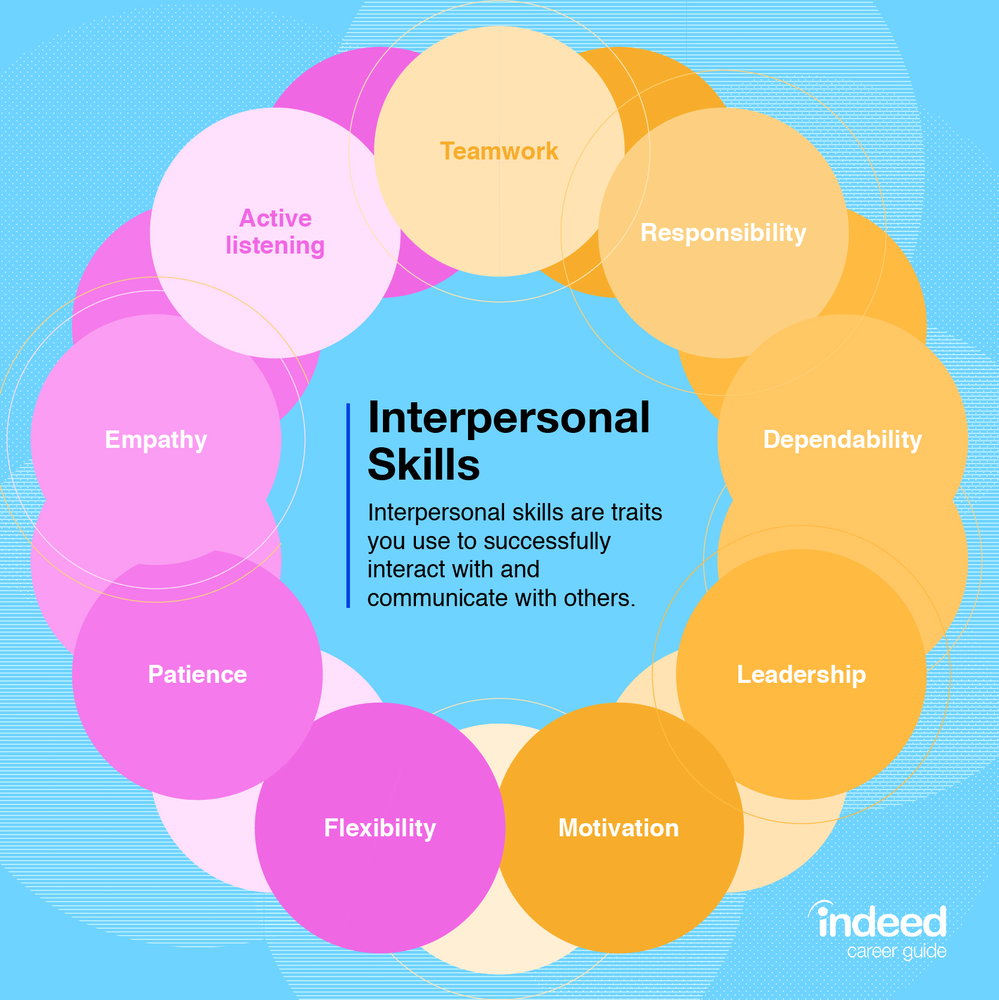 Teamwork
Active
listening
Responsibility
Empathy
Dependability
Interpersonal
Skills
Interpersonal skills are traits
you use to successfully
interact with and
communicate with others.
Patience
Leadership
Flexibility
Motivation
indeed
career guide